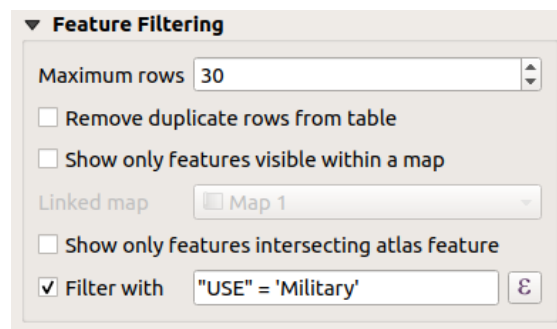 Feature Filtering
Maximum rows 30
Remove duplicate rows from table
Show only features visible within a map
Linked map Map 1
Show only features intersecting atlas feature
Filter with "USE" = 'Military' ε